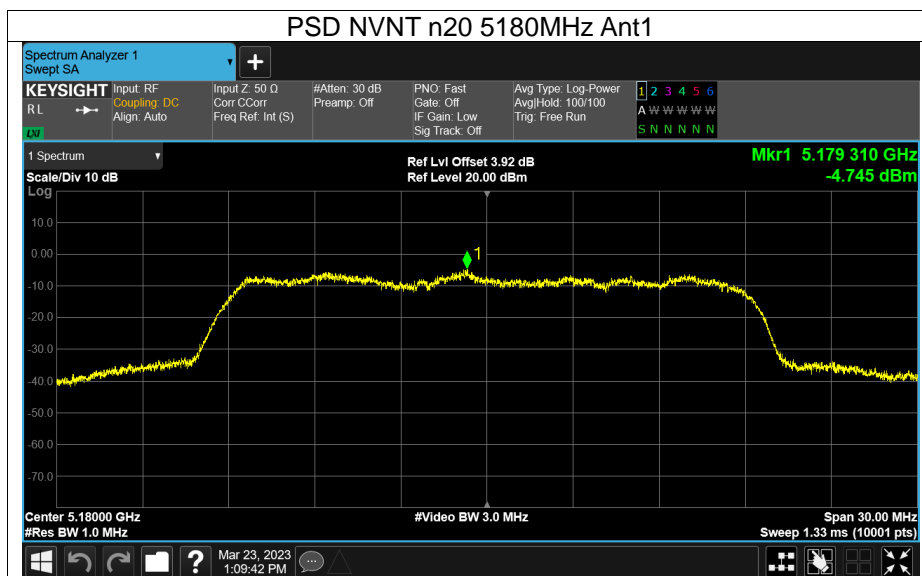 PSD NVNT n20 5180MHz Ant1
Spectrum Analyzer 1
Swept SA
+
KEYSIGHT
RL
LXI
Input: RF
Coupling: DC
Align: Auto
Input Z: 50 Ω
Corr CCorr
Freq Ref: Int (S)
#Atten: 30 dB
Preamp: Off
PNO: Fast
Gate: Off
IF Gain: Low
Sig Track: Off
Avg Type: Log-Power
Avg|Hold: 100/100
Trig: Free Run
1 2 3 4 5 6
A W W W W W
S N N N N N
1 Spectrum
Scale/Div 10 dB
Ref Lvl Offset 3.92 dB
Ref Level 20.00 dBm
Mkr1 5.179 310 GHz
-4.745 dBm
Log
10.0
0.00
-10.0
-20.0
-30.0
-40.0
-50.0
-60.0
-70.0
1
Center 5.18000 GHz
#Res BW 1.0 MHz
#Video BW 3.0 MHz
Span 30.00 MHz
Sweep 1.33 ms (10001 pts)
?
Mar 23, 2023
1:09:42 PM